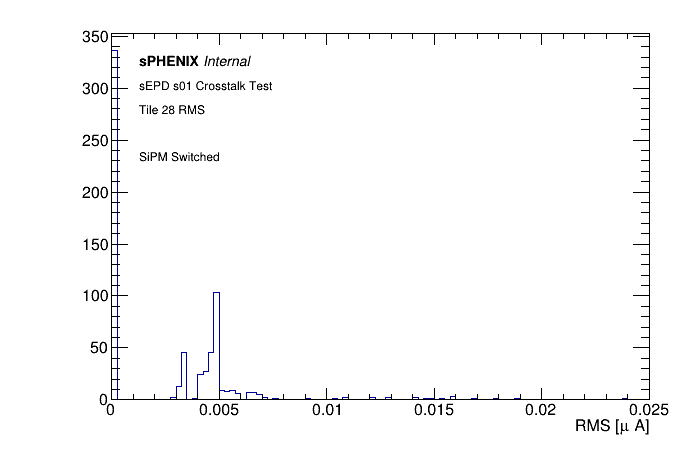 350
300
250
200
150
100
50
0
sPHENIX Internal
sEPD s01 Crosstalk Test
Tile 28 RMS
SiPM Switched
0 0.005 0.01 0.015 0.02 0.025
RMS [μ A]